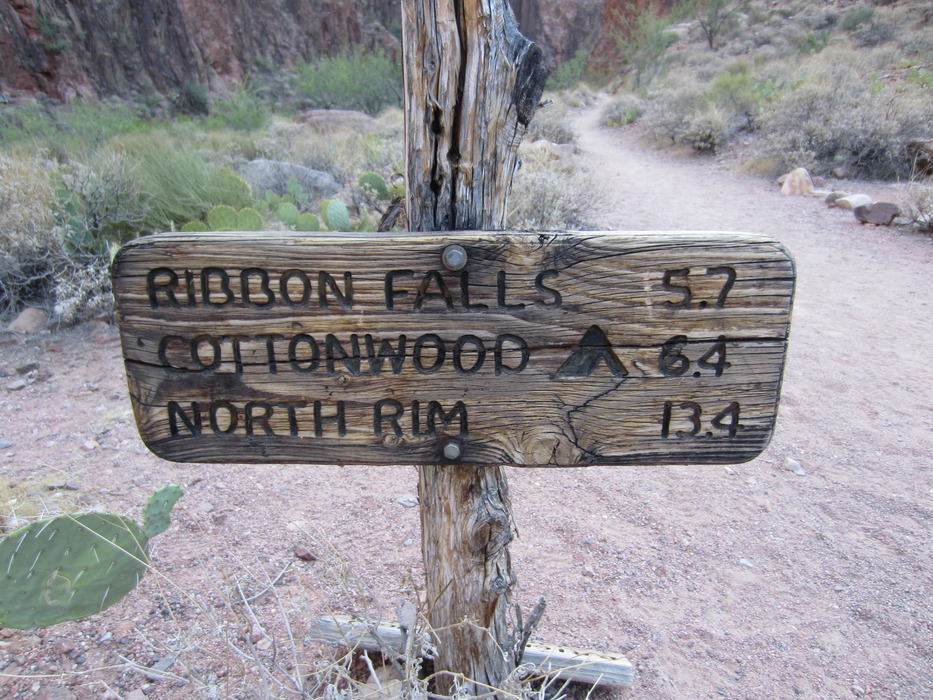 RIBBON FALLS 5.7
COTTONWOOD 6.4
NORTH RIM 13.4